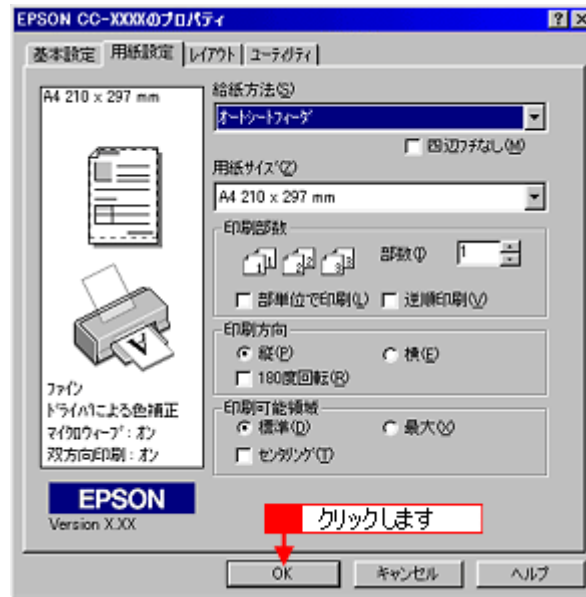 EPSON CC-XXXXのプロパティ
基本設定 用紙設定 レイアウト ユーティリティ
A4 210 x 297 mm
給紙方法(S)
オートシートフィーダ
四辺フチなし(M)
用紙サイズ(Z)
A4 210 x 297 mm
印刷部数
1 1 2 2 3 3
部数(I) 1
部単位で印刷(L) 逆順印刷(V)
印刷方向
縦(P) 横(E)
180度回転(R)
印刷可能領域
標準(D) 最大(X)
センタリング(T)
A
ファイン
ドライバによる色補正
マイクロウィーブ：オン
双方向印刷：オン
EPSON
Version X.XX
クリックします
OK キャンセル ヘルプ